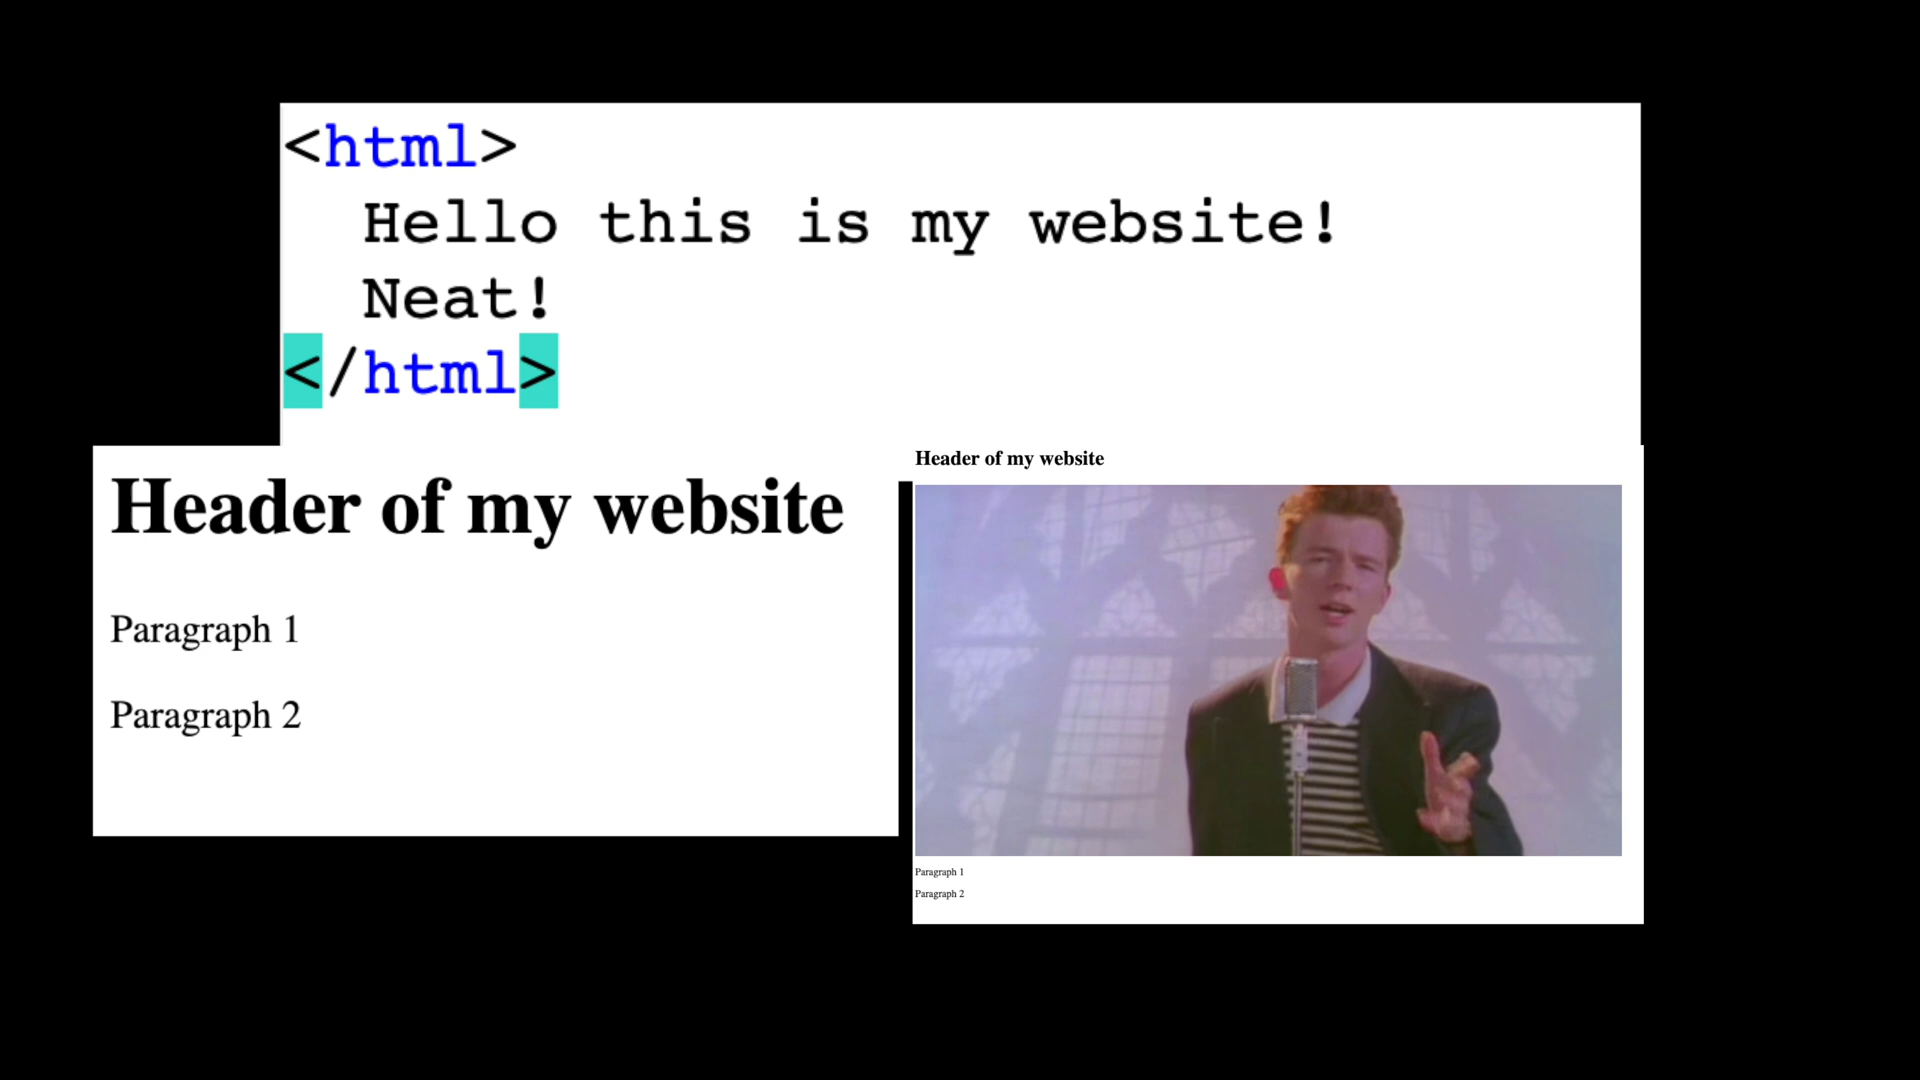 <html>
Hello this is my website!
Neat!
</html>
Header of my website
Paragraph 1
Paragraph 2
Header of my website
Paragraph 1
Paragraph 2